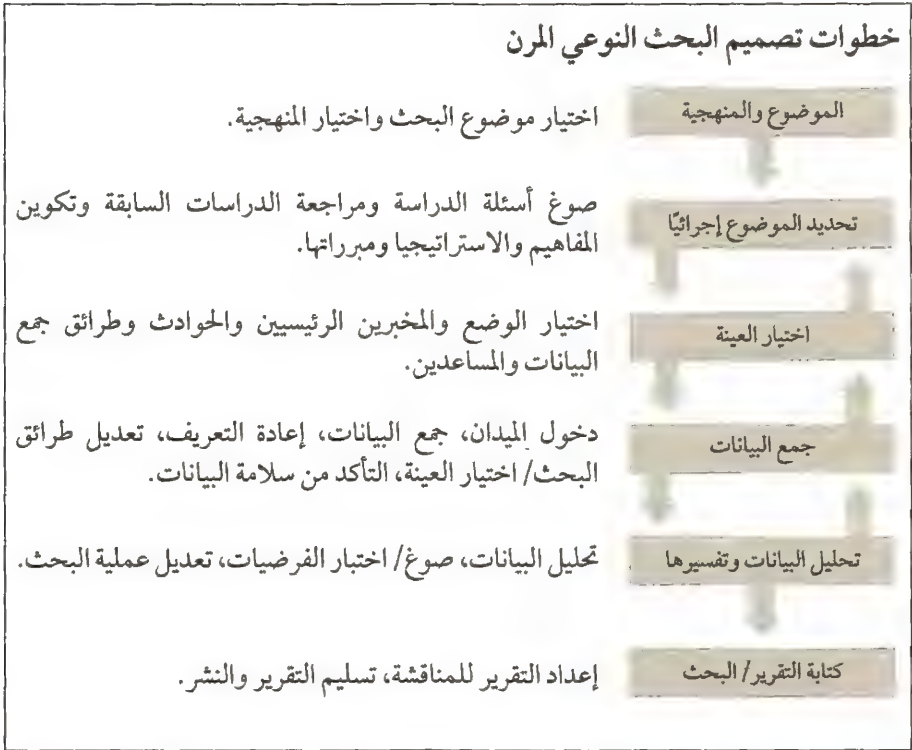 خطوات تصميم البحث النوعي المرن
الموضوع والمنهجية
اختيار موضوع البحث واختيار المنهجية.
تحديد الموضوع إجرائيًا
صوغ أسئلة الدراسة ومراجعة الدراسات السابقة وتكوين
المفاهيم والاستراتيجيا ومبرراتها.
اختيار العينة
اختيار الوضع والمخبرين الرئيسيين والحوادث وطرائق جمع
البيانات والمساعدين.
جمع البيانات
دخول الميدان، جمع البيانات، إعادة التعريف، تعديل طرائق
البحث/ اختيار العينة، التأكد من سلامة البيانات.
تحليل البيانات وتفسيرها
تحليل البيانات، صوغ/ اختبار الفرضيات، تعديل عملية البحث.
كتابة التقرير/ البحث
إعداد التقرير للمناقشة، تسليم التقرير والنشر.